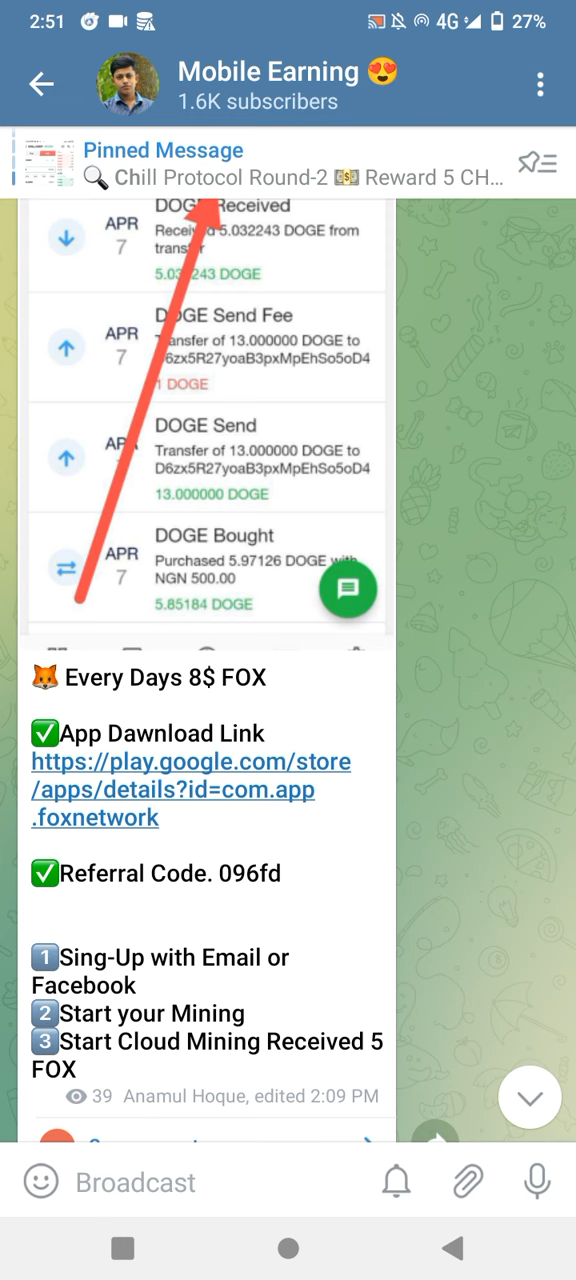 2:51
4G
27%
Mobile Earning 😍
1.6K subscribers
Pinned Message
🔍 Chill Protocol Round-2 💵 Reward 5 CH...
DOGE Received
APR
7
Received 5.032243 DOGE from
transfer
5.032243 DOGE
DOGE Send Fee
APR
7
Transfer of 13.000000 DOGE to
D6zx5R27yoaB3pxMpEhSo5oD4
1 DOGE
DOGE Send
APR
Transfer of 13.000000 DOGE to
D6zx5R27yoaB3pxMpEhSo5oD4
13.000000 DOGE
DOGE Bought
APR
7
Purchased 5.97126 DOGE with
NGN 500.00
5.85184 DOGE
🦊 Every Days 8$ FOX
✅App Dawnload Link
https://play.google.com/store
/apps/details?id=com.app
.foxnetwork
✅Referral Code. 096fd
1️⃣Sing-Up with Email or
Facebook
2️⃣Start your Mining
3️⃣Start Cloud Mining Received 5
FOX
39 Anamul Hoque, edited 2:09 PM
Broadcast